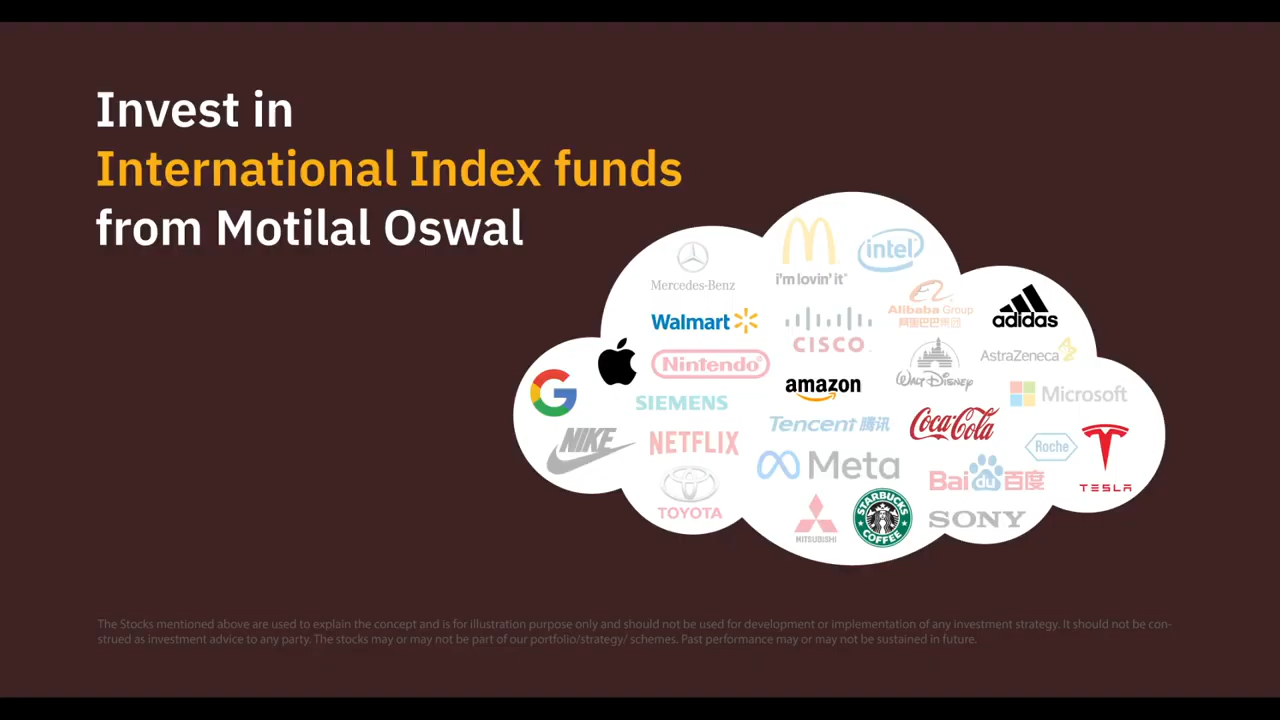 Invest in
International Index funds
from Motilal Oswal
i'm lovin' it®
intel®
Mercedes-Benz
Alibaba Group
阿里巴巴集团
adidas
Walmart
CISCO
AstraZeneca
Nintendo®
WALT DISNEY
amazon
Microsoft
SIEMENS
Coca-Cola
G
NIKE
NETFLIX
Tencent 腾讯
Roche
TESLA
Meta
Bai du 百度
TOYOTA
MITSUBISHI
STARBUCKS
COFFEE
SONY
The Stocks mentioned above are used to explain the concept and is for illustration purpose only and should not be used for development or implementation of any investment strategy. It should not be con-
strued as investment advice to any party. The stocks may or may not be part of our portfolio/strategy/ schemes. Past performance may or may not be sustained in future.